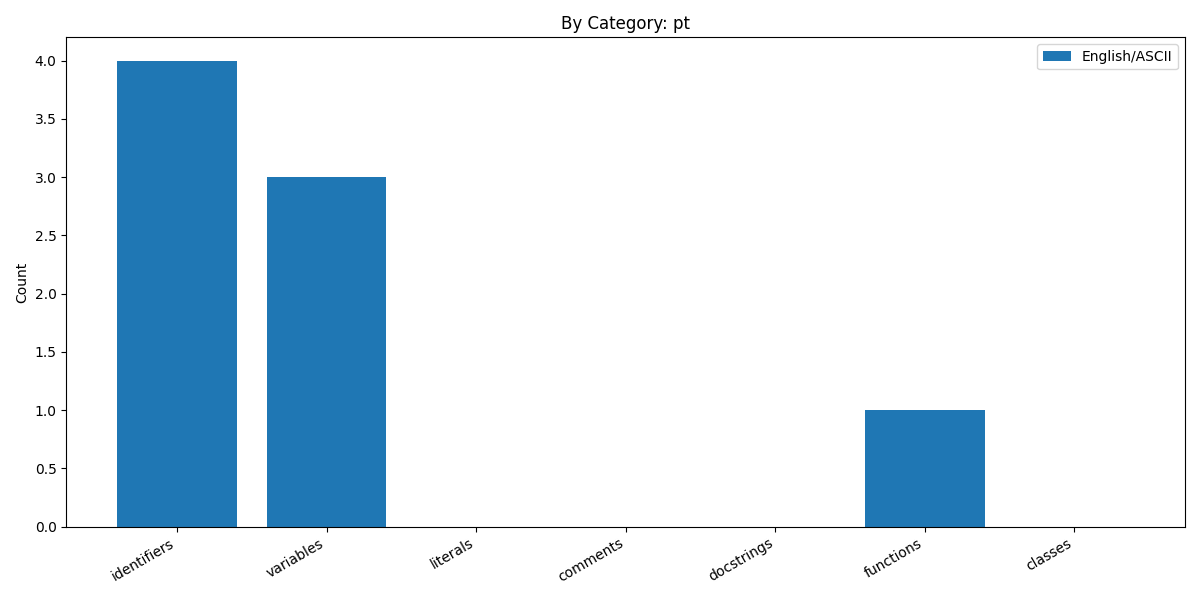 By Category: pt
English/ASCII
Count
4.0
3.5
3.0
2.5
2.0
1.5
1.0
0.5
0.0
identifiers
variables
literals
comments
docstrings
functions
classes